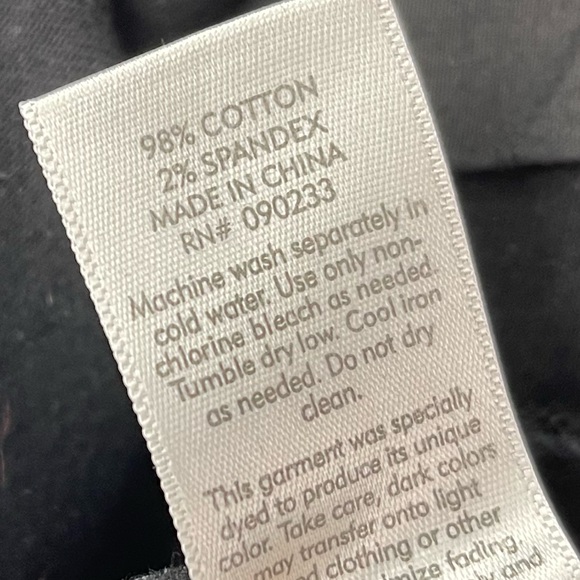 98% COTTON
2% SPANDEX
MADE IN CHINA
RN# 090233
Machine wash separately in
cold water. Use only non-
chlorine bleach as needed.
Tumble dry low. Cool iron
as needed. Do not dry
clean.
"This garment was specially
dyed to produce its unique
color. Take care, dark colors
may transfer onto light
clothing or other
fading.
and